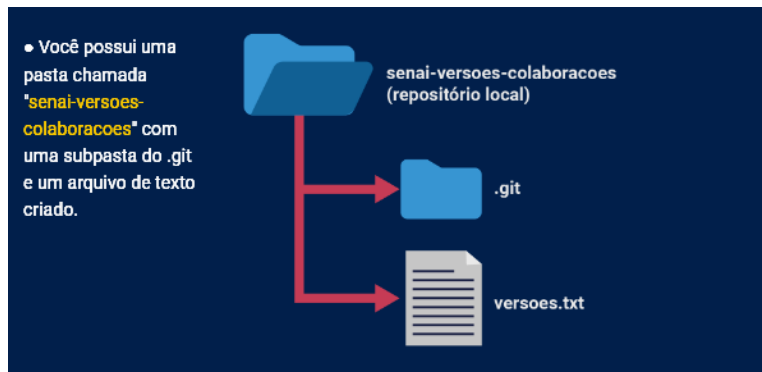 ● Você possui uma
pasta chamada
"senai-versoes-
colaboracoes" com
uma subpasta do .git
e um arquivo de texto
criado.
senai-versoes-colaboracoes
(repositório local)
.git
versoes.txt